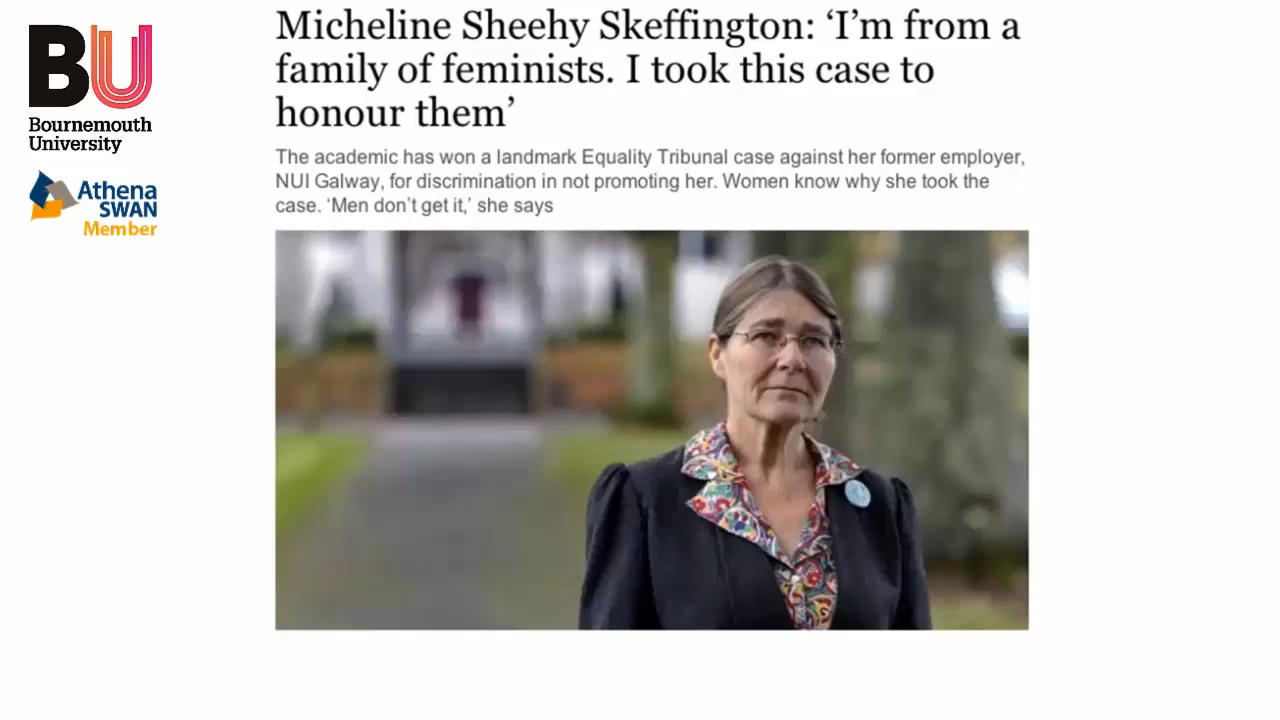 BU
Bournemouth
University
Athena
SWAN
Member
Micheline Sheehy Skeffington: ‘I’m from a
family of feminists. I took this case to
honour them’
The academic has won a landmark Equality Tribunal case against her former employer,
NUI Galway, for discrimination in not promoting her. Women know why she took the
case. ‘Men don’t get it,’ she says